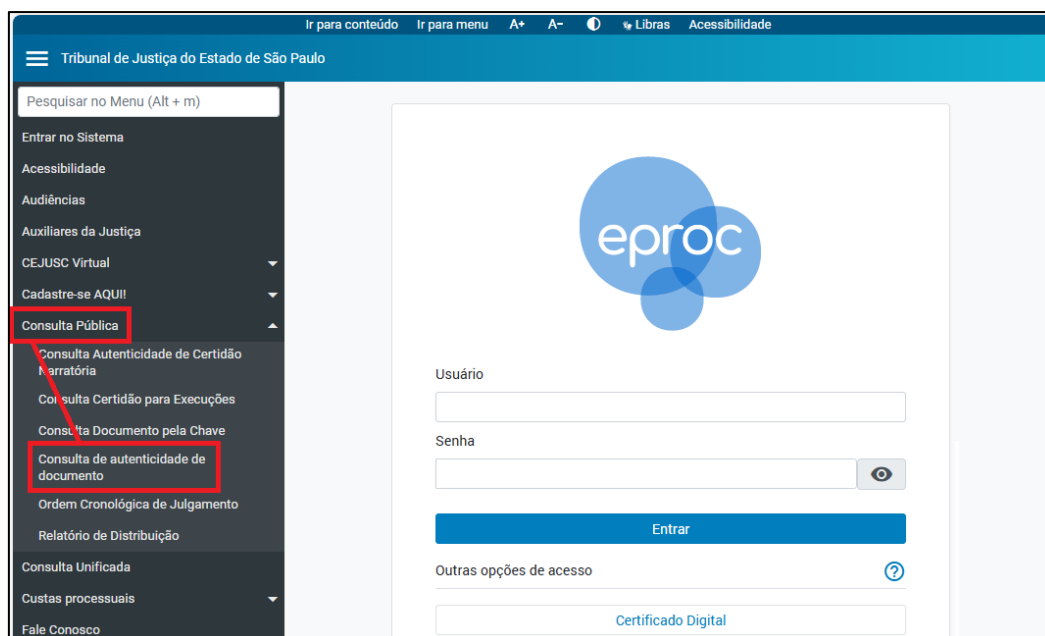 Ir para conteúdo Ir para menu A+ A- Libras Acessibilidade
Tribunal de Justiça do Estado de São Paulo
Pesquisar no Menu (Alt + m)
Entrar no Sistema
Acessibilidade
Audiências
Auxiliares da Justiça
CEJUSC Virtual
Cadastre-se AQUI!
Consulta Pública
Consulta Autenticidade de Certidão
Narratória
Consulta Certidão para Execuções
Consulta Documento pela Chave
Consulta de autenticidade de
documento
Ordem Cronológica de Julgamento
Relatório de Distribuição
Consulta Unificada
Custas processuais
Fale Conosco
eproc
Usuário
Senha
Entrar
Outras opções de acesso ?
Certificado Digital